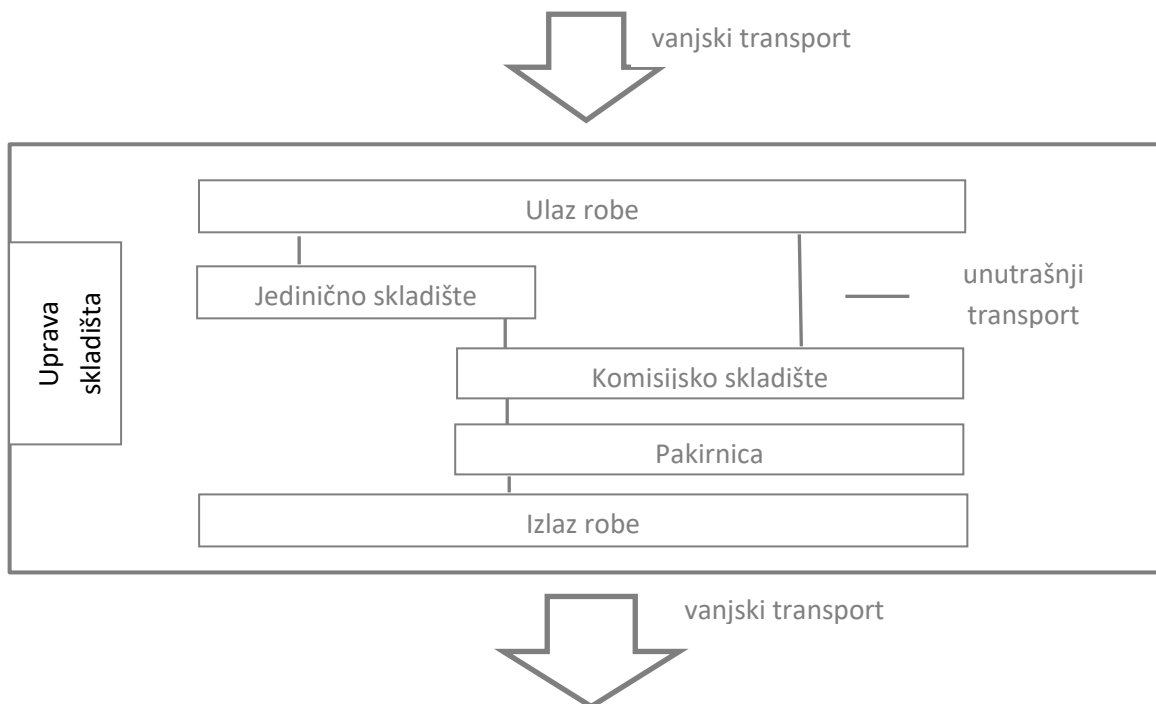 vanjski transport
Ulaz robe
Jedinično skladište
unutrašnji
transport
Uprava
skladišta
Komisijsko skladište
Pakirnica
Izlaz robe
vanjski transport